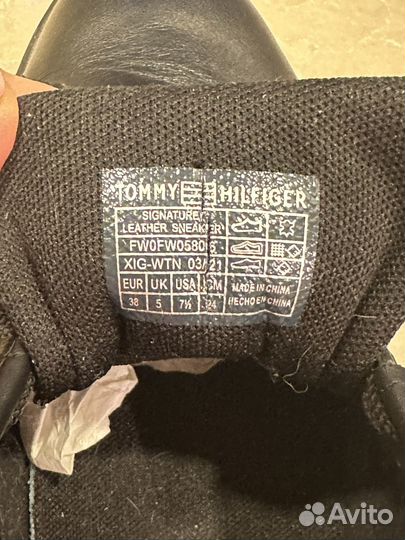 TOMMY HILFIGER
SIGNATURE
LEATHER SNEAKER
FW0FW05806
XIG-WTN 03/21
EUR UK USA CM
38 5 7½ 24
MADE IN CHINA
HECHO EN CHINA
Avito